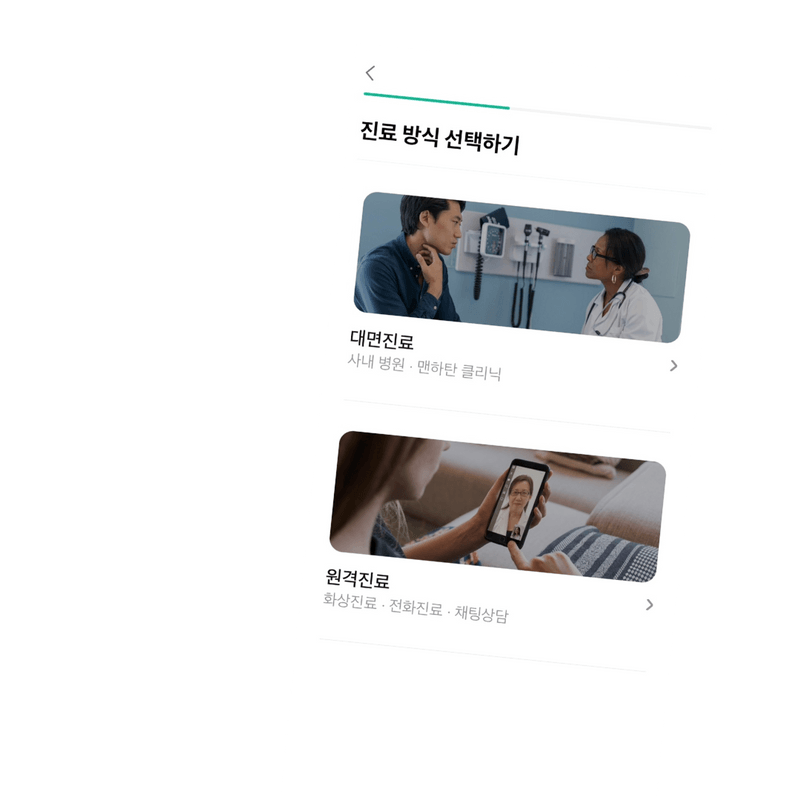 진료 방식 선택하기
대면진료
사내 병원 · 맨하탄 클리닉
원격진료
화상진료 · 전화진료 · 채팅상담